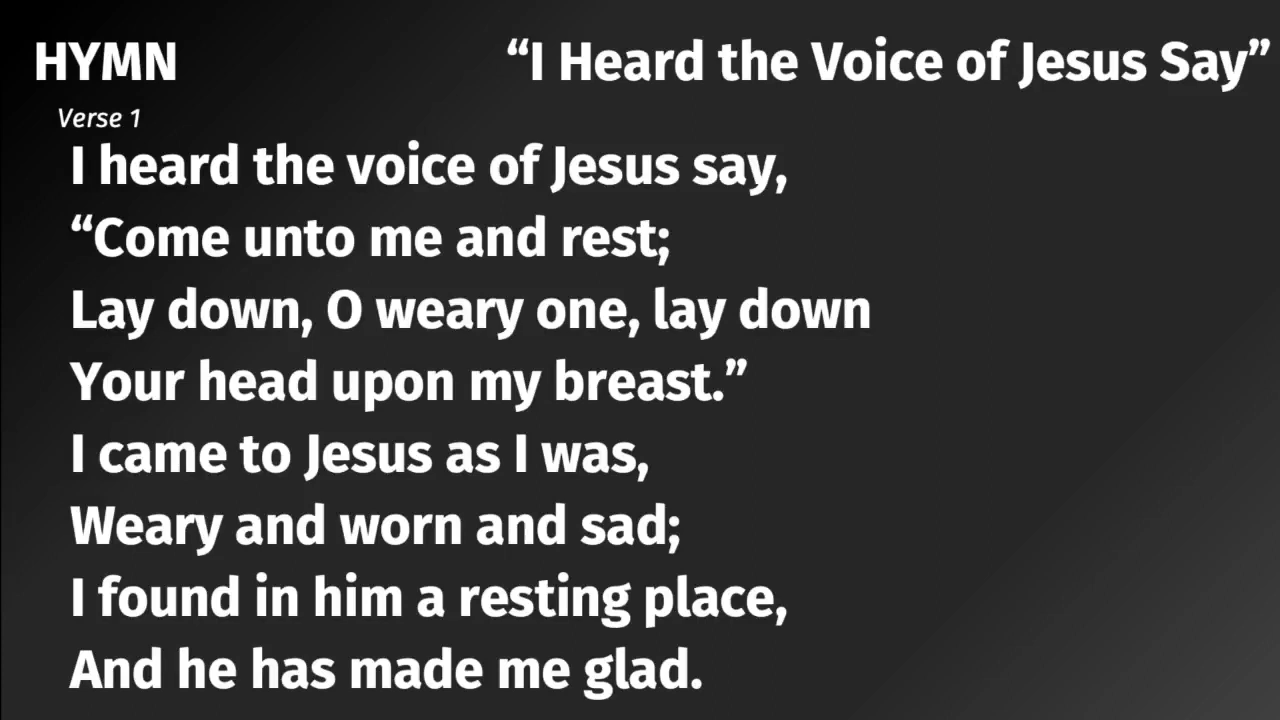 HYMN “I Heard the Voice of Jesus Say”
Verse 1
I heard the voice of Jesus say,
“Come unto me and rest;
Lay down, O weary one, lay down
Your head upon my breast.”
I came to Jesus as I was,
Weary and worn and sad;
I found in him a resting place,
And he has made me glad.